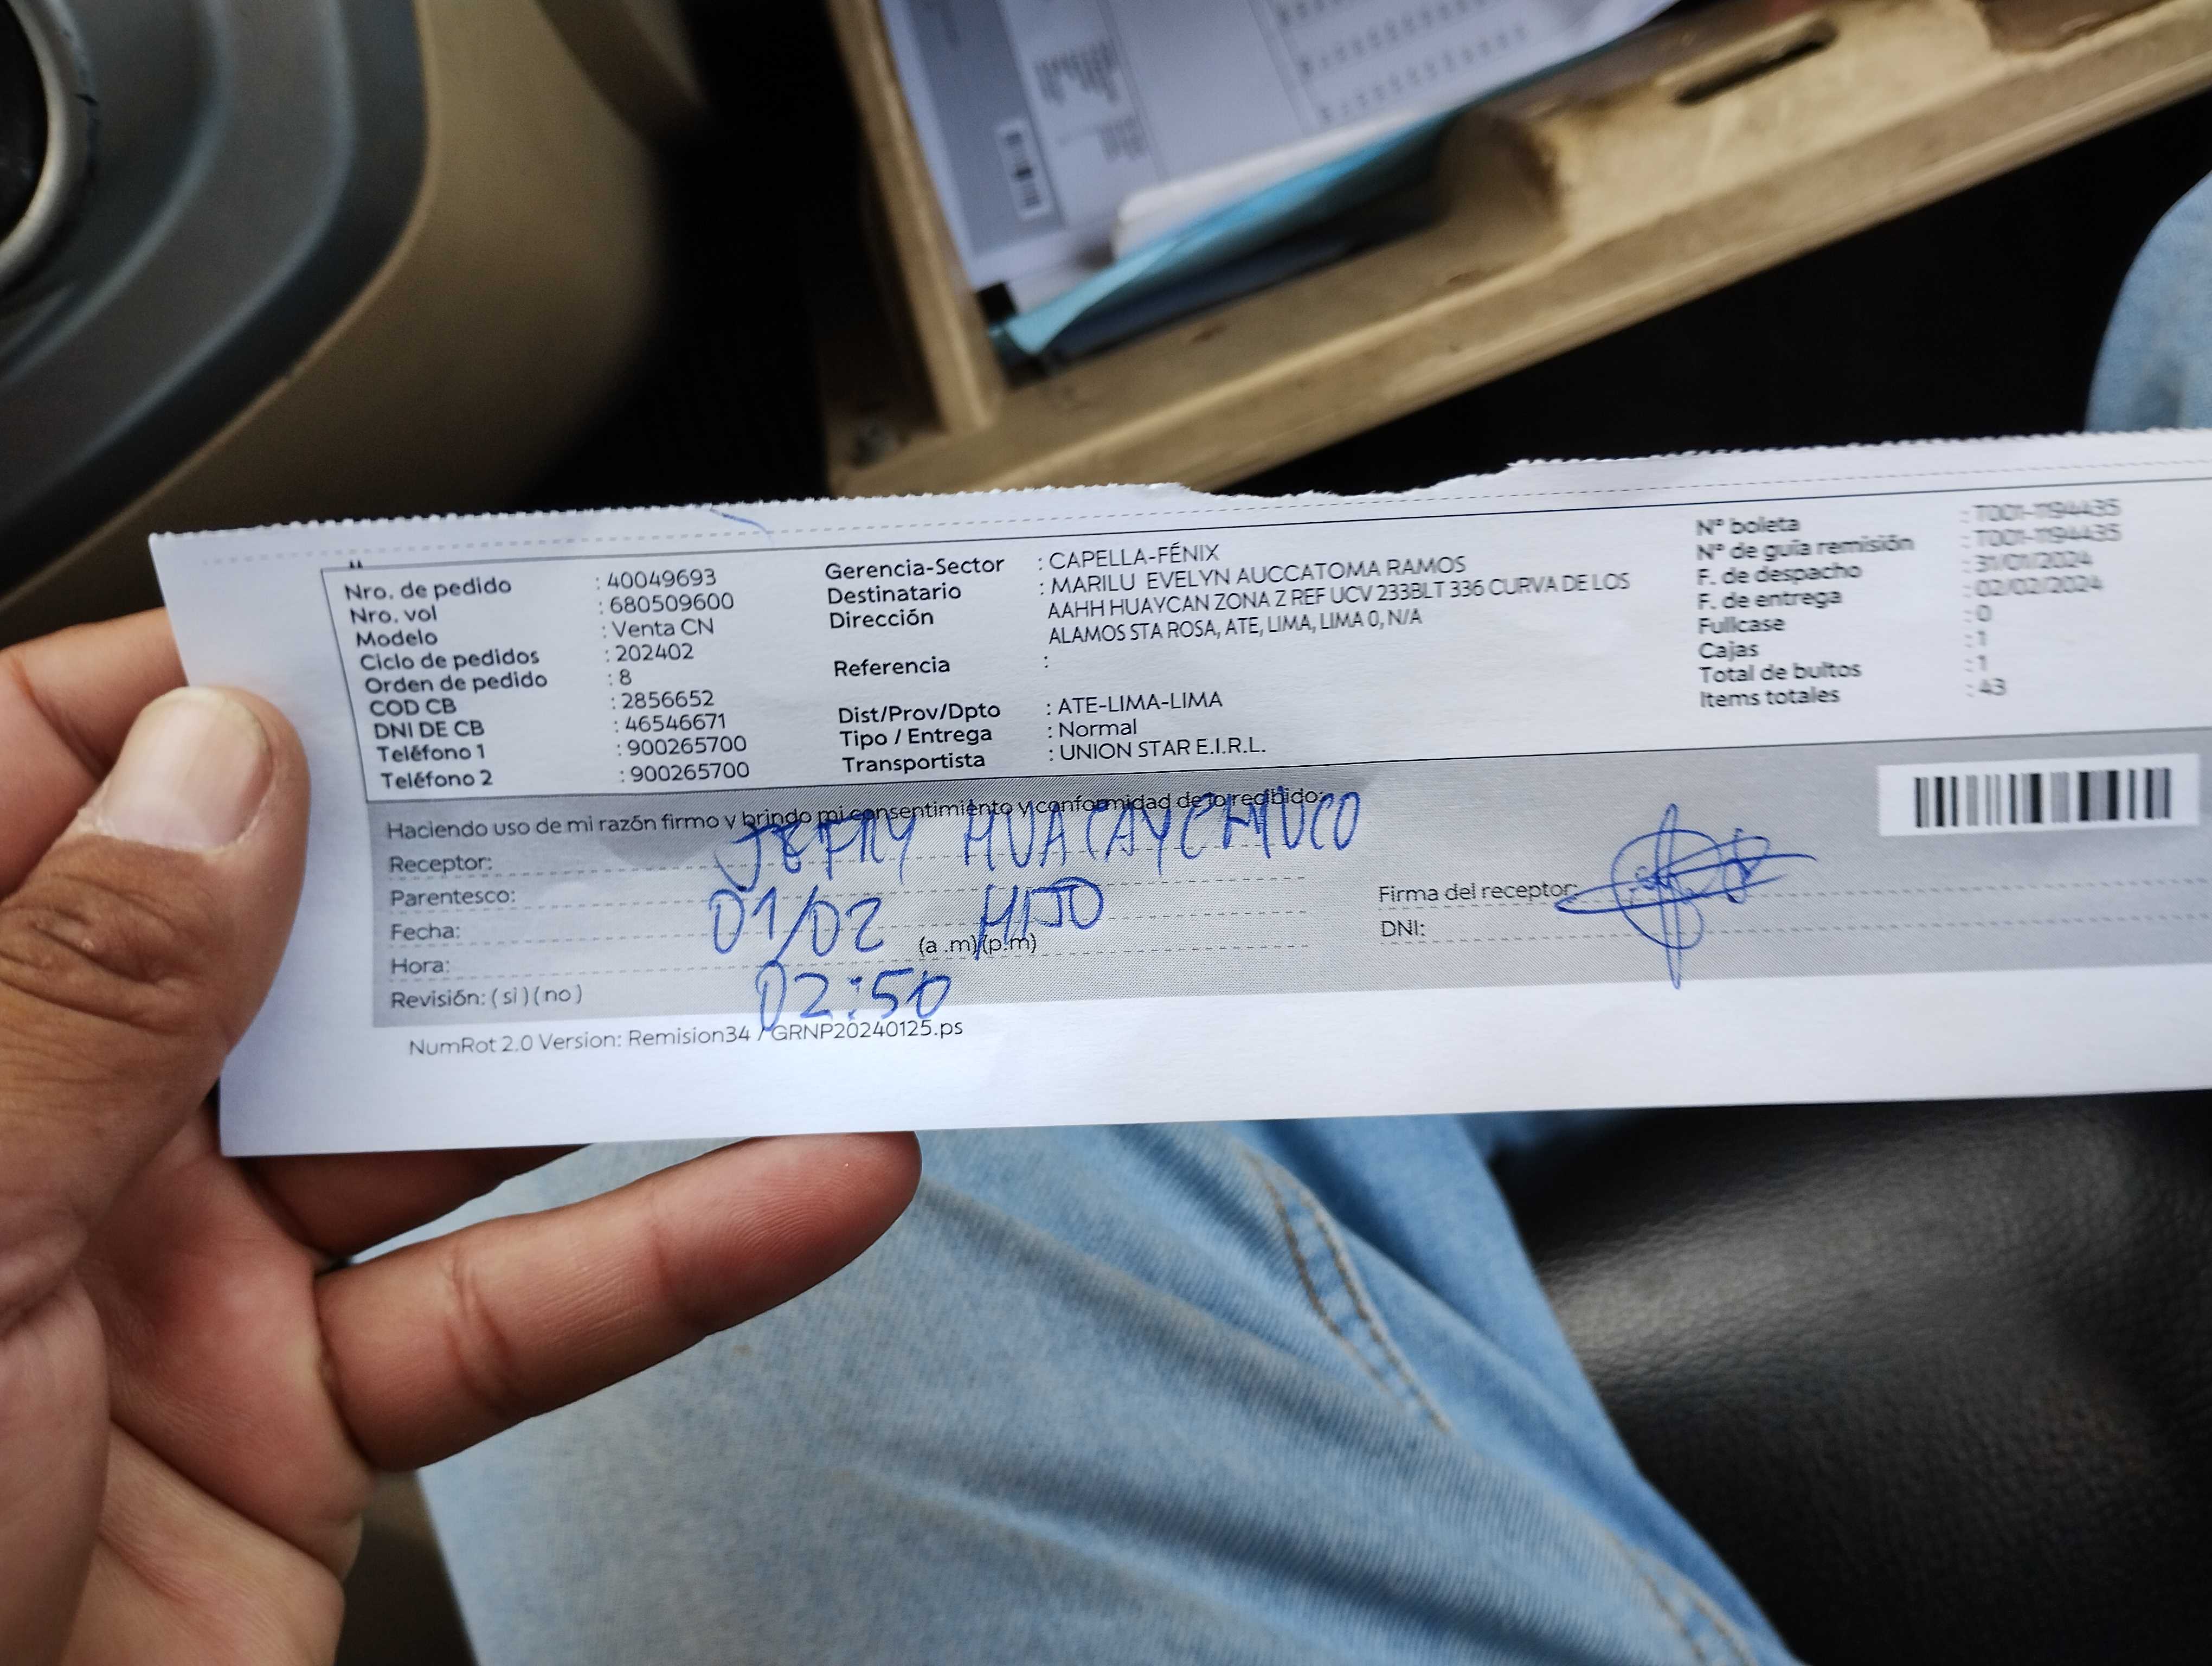 Nro. de pedido : 40049693
Nro. vol : 680509600
Modelo : Venta CN
Ciclo de pedidos : 202402
Orden de pedido : 8
COD CB : 2856652
DNI DE CB : 46546671
Teléfono 1 : 900265700
Teléfono 2 : 900265700
Gerencia-Sector : CAPELLA-FÉNIX
Destinatario : MARILU EVELYN AUCCATOMA RAMOS
Dirección AAHH HUAYCAN ZONA Z REF UCV 233BLT 336 CURVA DE LOS
ALAMOS STA ROSA, ATE, LIMA, LIMA 0, N/A
Referencia :
Dist/Prov/Dpto : ATE-LIMA-LIMA
Tipo / Entrega : Normal
Transportista : UNION STAR E.I.R.L.
N° boleta : T001-1194435
N° de guía remisión : T001-1194435
F. de despacho : 31/01/2024
F. de entrega : 02/02/2024
Fullcase : 0
Cajas : 1
Total de bultos : 1
Items totales : 43
Haciendo uso de mi razón firmo y brindo mi consentimiento y conformidad de lo recibido:
Receptor: JEFRY HUACAYCHUCO
Parentesco: HIJO
Fecha: 01/02
Hora: (a .m)(p.m) 02:50
Revisión: ( si ) ( no )
Firma del receptor:
DNI:
NumRot 2.0 Version: Remision34 / GRNP20240125.ps